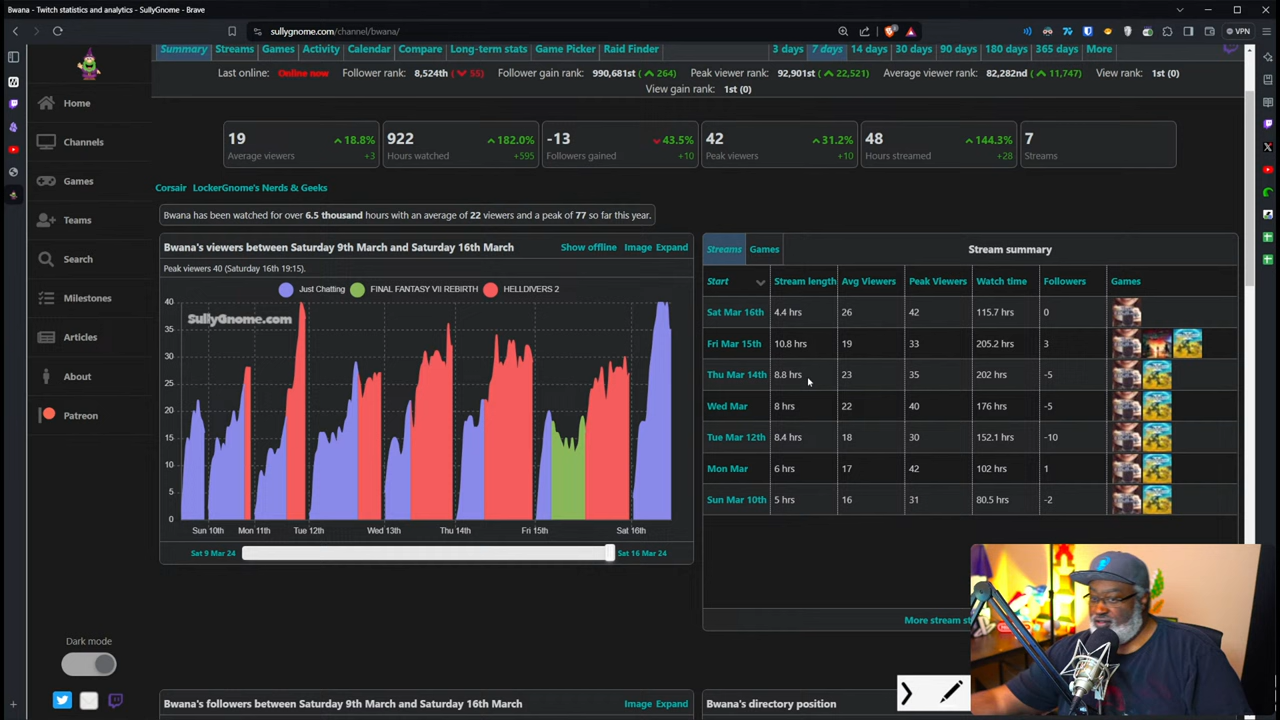 Bwana - Twitch statistics and analytics - SullyGnome - Brave
sullygnome.com/channel/bwana/
VPN
Summary Streams Games Activity Calendar Compare Long-term stats Game Picker Raid Finder 3 days 7 days 14 days 30 days 90 days 180 days 365 days More
Last online: Online now Follower rank: 8,524th ( 55) Follower gain rank: 990,681st ( 264) Peak viewer rank: 92,901st ( 22,521) Average viewer rank: 82,282nd ( 11,747) View rank: 1st (0)
View gain rank: 1st (0)
Home
Channels
Games
Teams
Search
Milestones
Articles
About
Patreon
Dark mode
19 18.8%
Average viewers +3
922 182.0%
Hours watched +595
-13 43.5%
Followers gained +10
42 31.2%
Peak viewers +10
48 144.3%
Hours streamed +28
7
Streams
Corsair LockerGnome's Nerds & Geeks
Bwana has been watched for over 6.5 thousand hours with an average of 22 viewers and a peak of 77 so far this year.
Bwana's viewers between Saturday 9th March and Saturday 16th March Show offline Image Expand
Peak viewers 40 (Saturday 16th 19:15).
Just Chatting FINAL FANTASY VII REBIRTH HELLDIVERS 2
SullyGnome.com
40
35
30
25
20
15
10
5
0
Sun 10th Mon 11th Tue 12th Wed 13th Thu 14th Fri 15th Sat 16th
Sat 9 Mar 24 Sat 16 Mar 24
Streams Games Stream summary
Start Stream length Avg Viewers Peak Viewers Watch time Followers Games
Sat Mar 16th 4.4 hrs 26 42 115.7 hrs 0
Fri Mar 15th 10.8 hrs 19 33 205.2 hrs 3
Thu Mar 14th 8.8 hrs 23 35 202 hrs -5
Wed Mar 8 hrs 22 40 176 hrs -5
Tue Mar 12th 8.4 hrs 18 30 152.1 hrs -10
Mon Mar 6 hrs 17 42 102 hrs 1
Sun Mar 10th 5 hrs 16 31 80.5 hrs -2
More stream st
Bwana's followers between Saturday 9th March and Saturday 16th March Image Expand
Bwana's directory position